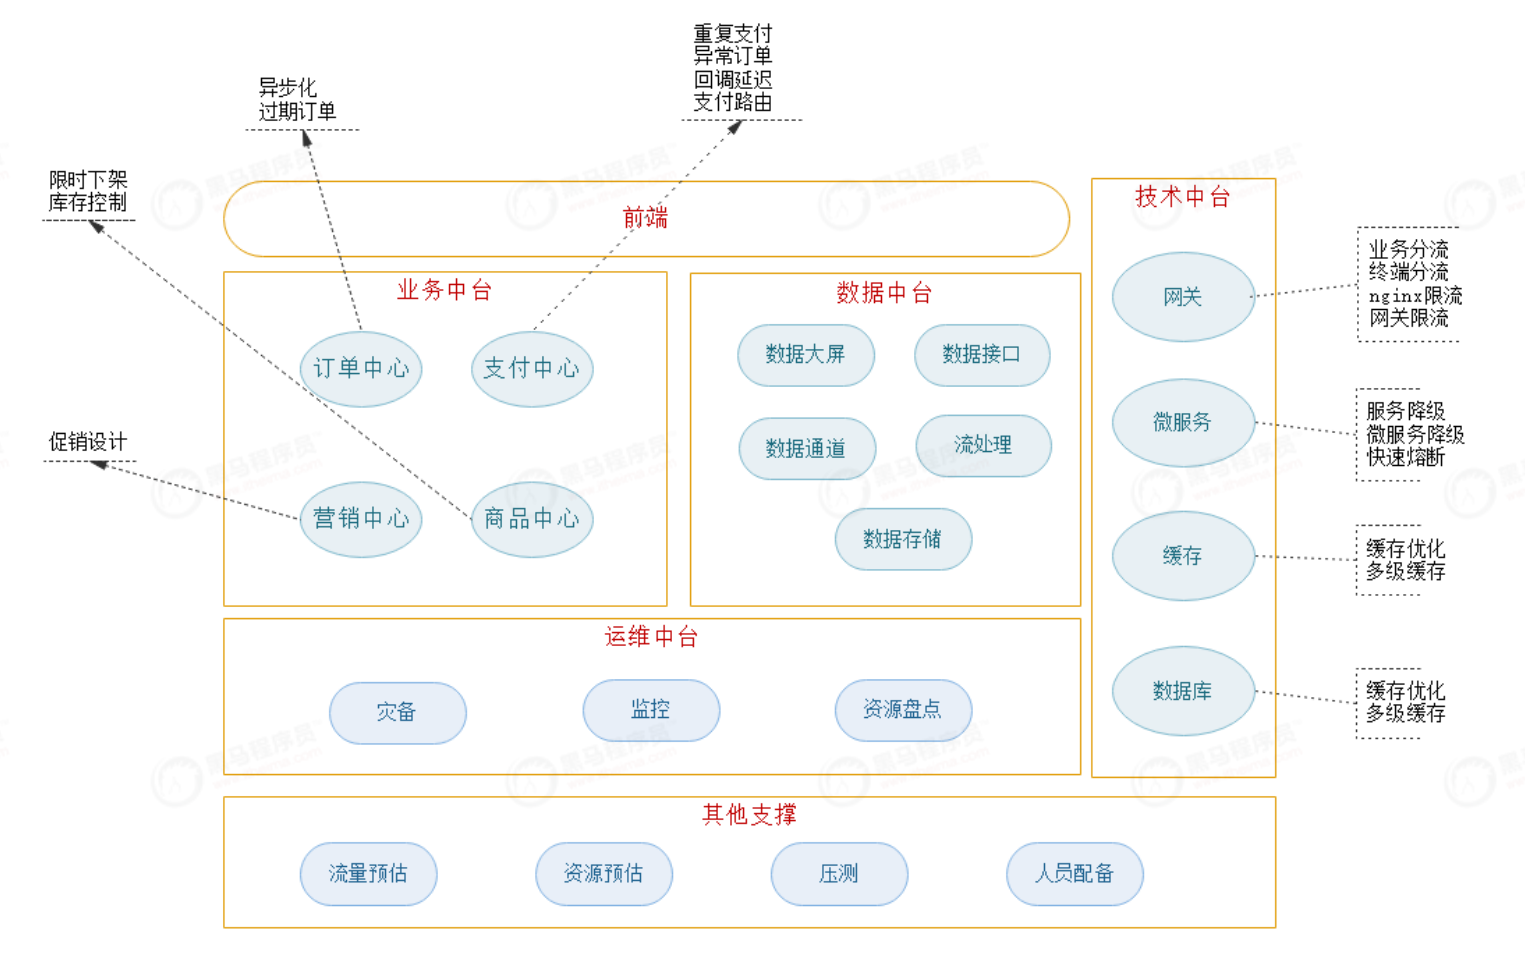 重复支付
异常订单
回调延迟
支付路由
异步化
过期订单
限时下架
库存控制
前端
技术中台
业务中台
数据中台
网关
业务分流
终端分流
nginx限流
网关限流
订单中心
支付中心
数据大屏
数据接口
促销设计
数据通道
流处理
微服务
服务降级
微服务降级
快速熔断
营销中心
商品中心
数据存储
缓存
缓存优化
多级缓存
运维中台
灾备
监控
资源盘点
数据库
缓存优化
多级缓存
其他支撑
流量预估
资源预估
压测
人员配备
黑马程序员